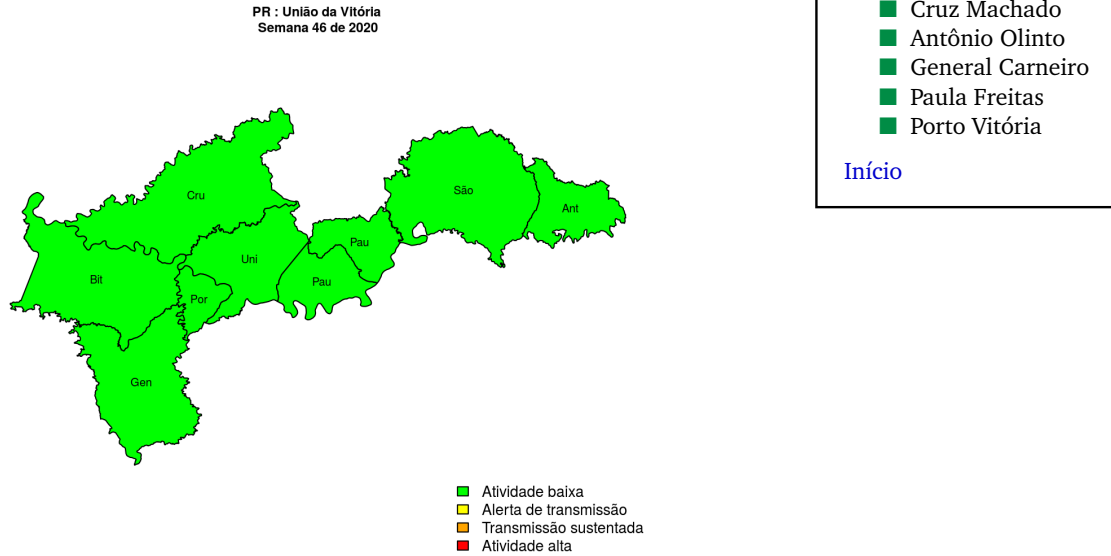 PR : União da Vitória
Semana 46 de 2020
Cru
São
Ant
Pau
Uni
Bit
Pau
Por
Gen
Atividade baixa
Alerta de transmissão
Transmissão sustentada
Atividade alta
Cruz Machado
Antônio Olinto
General Carneiro
Paula Freitas
Porto Vitória
Início